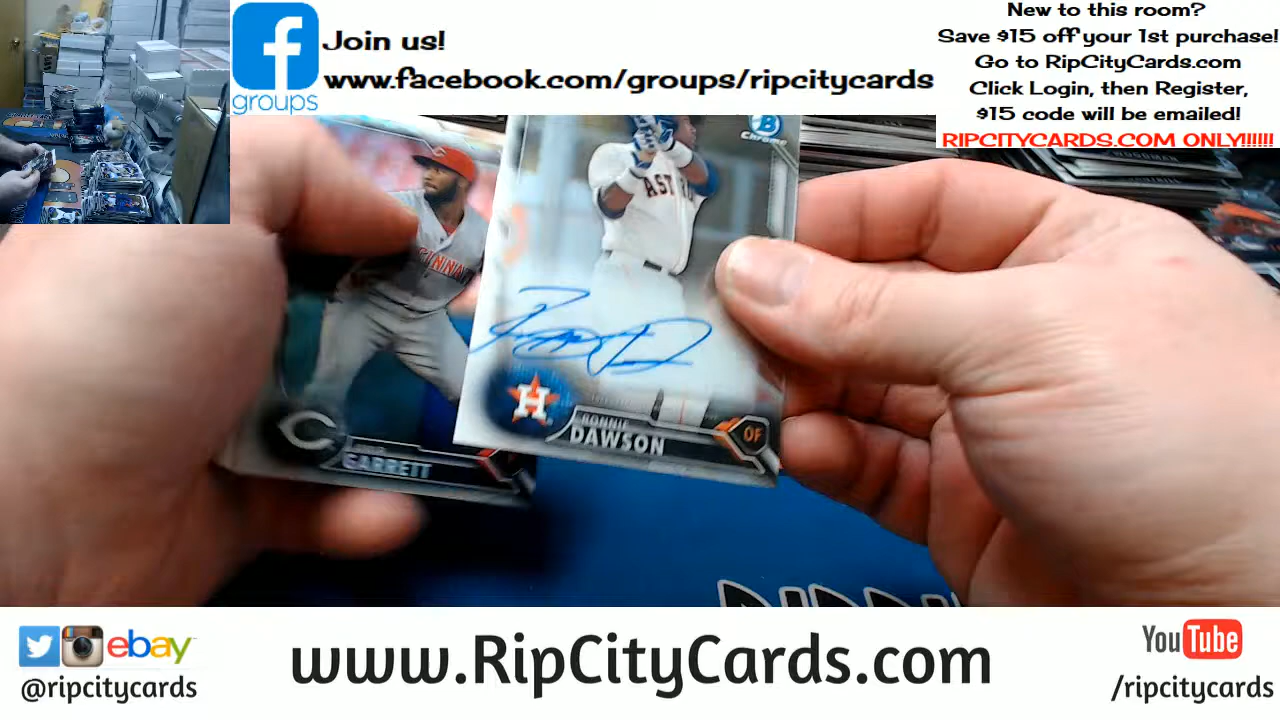 Join us!
www.facebook.com/groups/ripcitycards
f
groups
New to this room?
Save $15 off your 1st purchase!
Go to RipCityCards.com
Click Login, then Register,
$15 code will be emailed!
RIPCITYCARDS.COM ONLY!!!!!!
WOODMAN
B
Chrome
H
RONNIE
DAWSON
OF
C
GARRETT
ebay
@ripcitycards
www.RipCityCards.com
YouTube
/ripcitycards